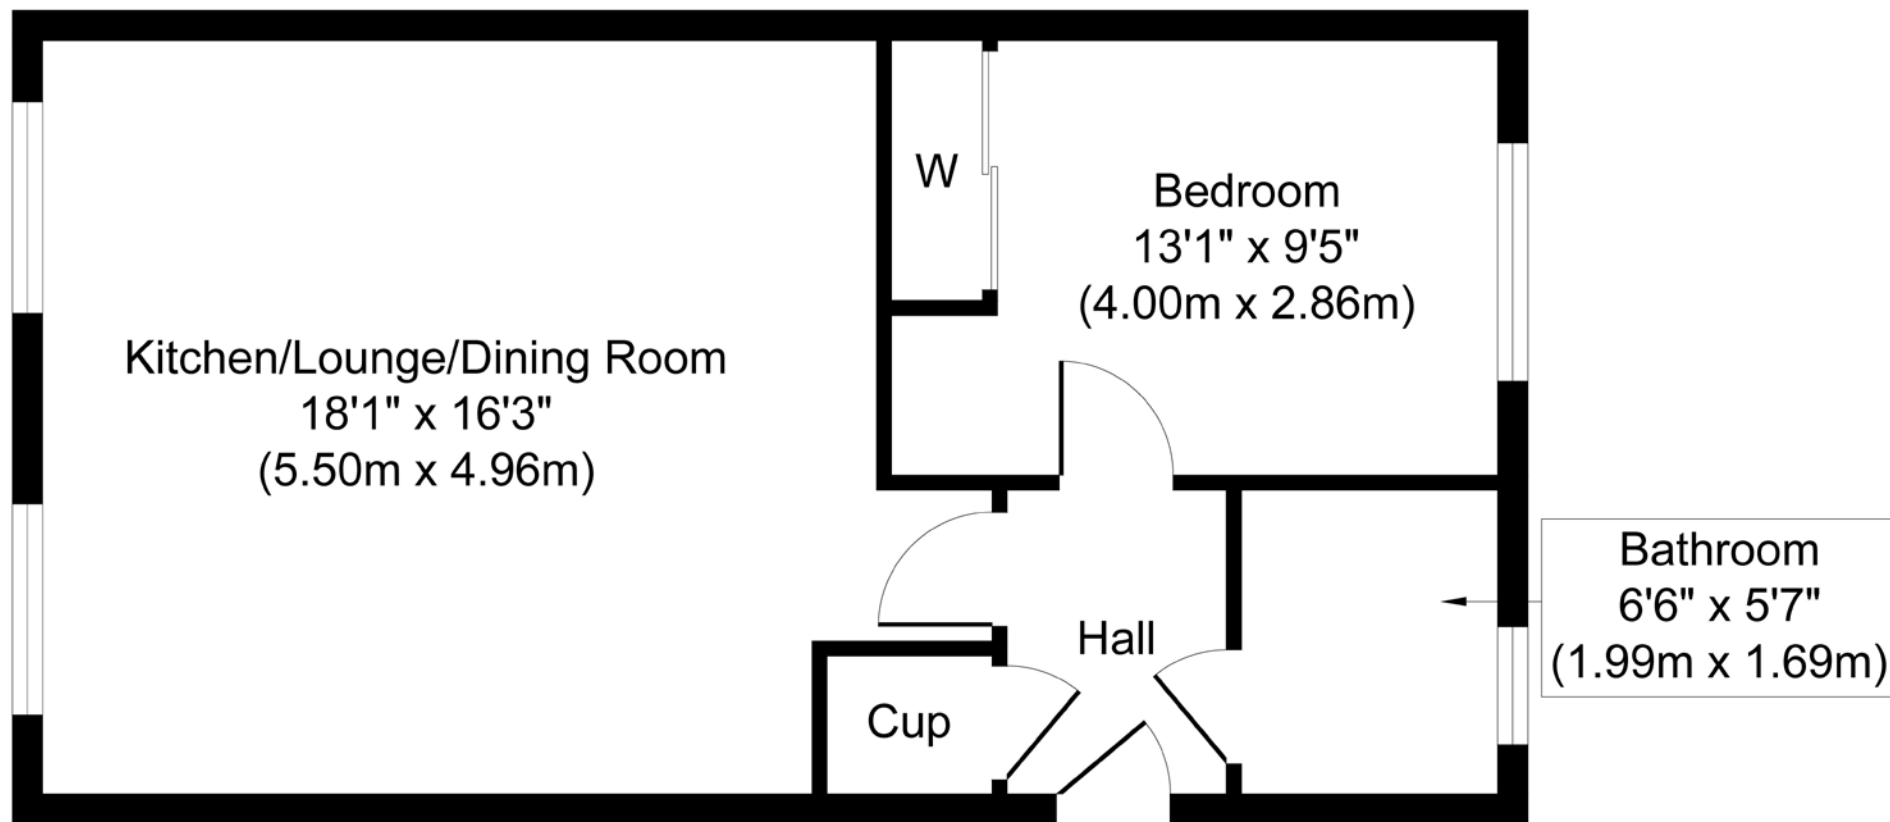 Kitchen/Lounge/Dining Room
18'1" x 16'3"
(5.50m x 4.96m)
W
Bedroom
13'1" x 9'5"
(4.00m x 2.86m)
Hall
Cup
Bathroom
6'6" x 5'7"
(1.99m x 1.69m)